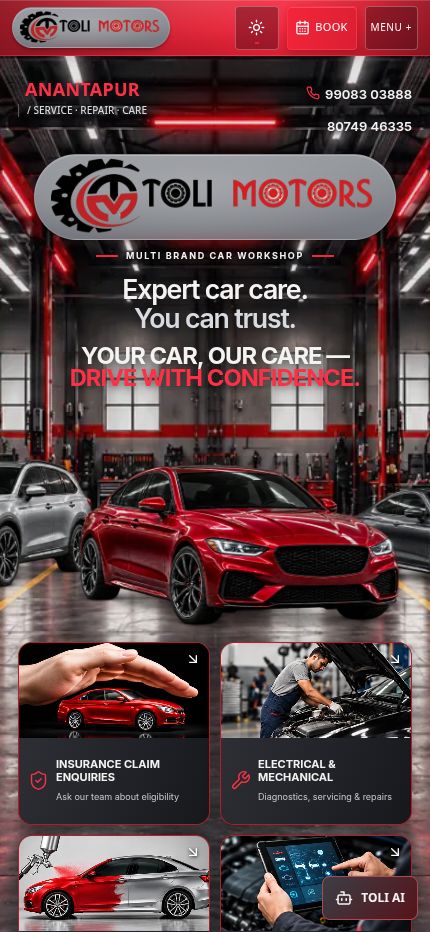 TOLI MOTORS
BOOK
MENU +
ANANTAPUR
/ SERVICE · REPAIR · CARE
99083 03888
80749 46335
TOLI MOTORS
MULTI BRAND CAR WORKSHOP
Expert car care.
You can trust.
YOUR CAR, OUR CARE —
DRIVE WITH CONFIDENCE.
INSURANCE CLAIM
ENQUIRIES
Ask our team about eligibility
ELECTRICAL &
MECHANICAL
Diagnostics, servicing & repairs
TOLI AI